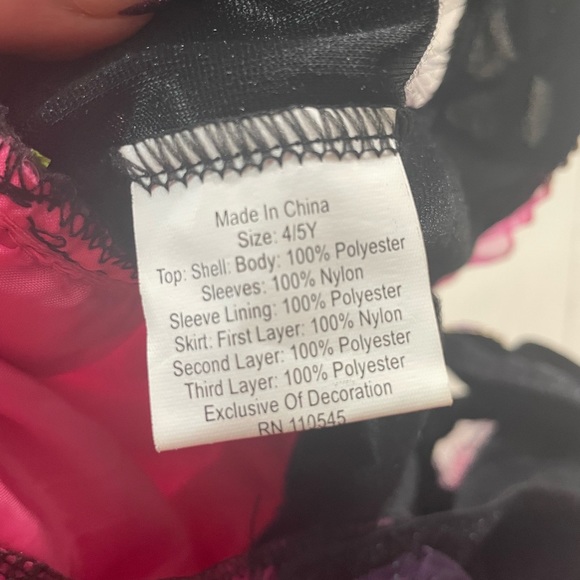 Made In China
Size: 4/5Y
Top: Shell: Body: 100% Polyester
Sleeves: 100% Nylon
Sleeve Lining: 100% Polyester
Skirt: First Layer: 100% Nylon
Second Layer: 100% Polyester
Third Layer: 100% Polyester
Exclusive Of Decoration
RN 110545